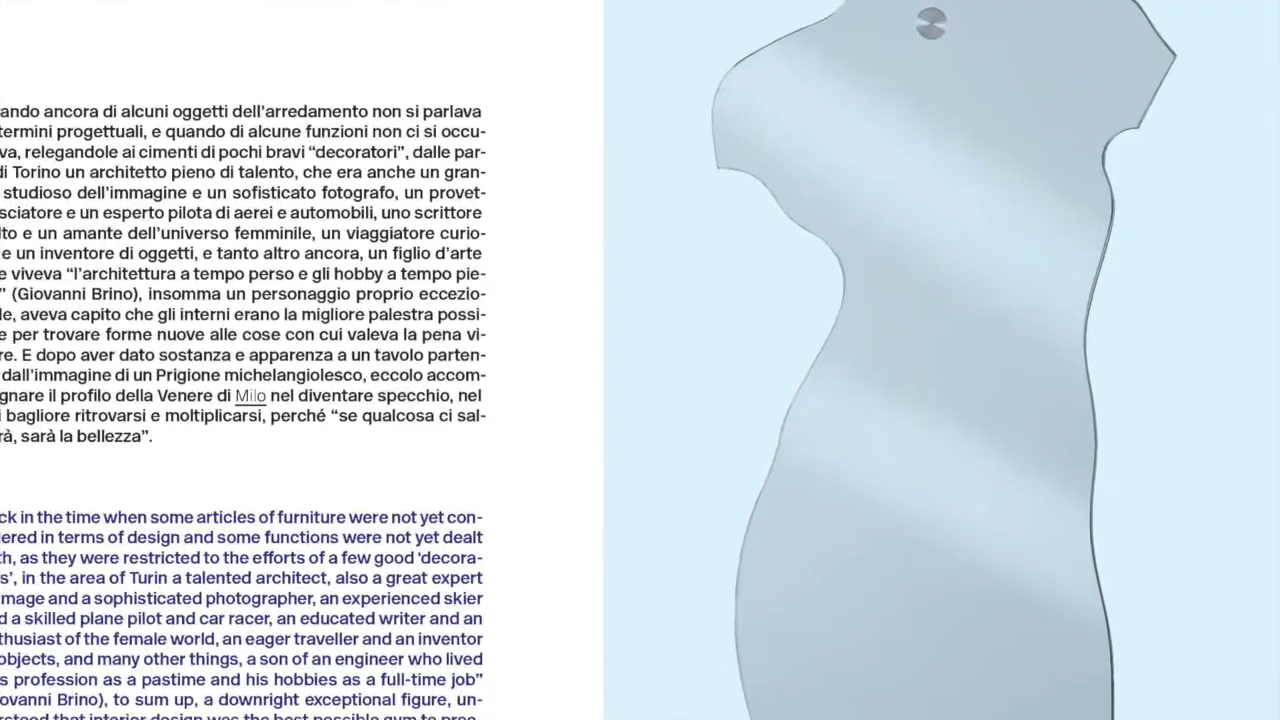 ando ancora di alcuni oggetti dell'arredamento non si parlava
termini progettuali, e quando di alcune funzioni non ci si occu-
va, relegandole ai cimenti di pochi bravi “decoratori”, dalle par-
di Torino un architetto pieno di talento, che era anche un gran-
studioso dell'immagine e un sofisticato fotografo, un provet-
sciatore e un esperto pilota di aerei e automobili, uno scrittore
lto e un amante dell'universo femminile, un viaggiatore curio-
e un inventore di oggetti, e tanto altro ancora, un figlio d'arte
e viveva “l'architettura a tempo perso e gli hobby a tempo pie-
” (Giovanni Brino), insomma un personaggio proprio eccezio-
le, aveva capito che gli interni erano la migliore palestra possi-
e per trovare forme nuove alle cose con cui valeva la pena vi-
re. E dopo aver dato sostanza e apparenza a un tavolo parten-
dall'immagine di un Prigione michelangiolesco, eccolo accom-
gnare il profilo della Venere di Milo nel diventare specchio, nel
i bagliore ritrovarsi e moltiplicarsi, perché “se qualcosa ci sal-
rà, sarà la bellezza”.
ck in the time when some articles of furniture were not yet con-
ered in terms of design and some functions were not yet dealt
th, as they were restricted to the efforts of a few good ‘decora-
s’, in the area of Turin a talented architect, also a great expert
mage and a sophisticated photographer, an experienced skier
d a skilled plane pilot and car racer, an educated writer and an
thusiast of the female world, an eager traveller and an inventor
objects, and many other things, a son of an engineer who lived
s profession as a pastime and his hobbies as a full-time job”
ovanni Brino), to sum up, a downright exceptional figure, un-
rstood that interior design was the best possible gym to prac-